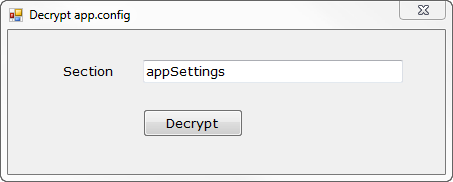 Decrypt app.config
Section appSettings
Decrypt